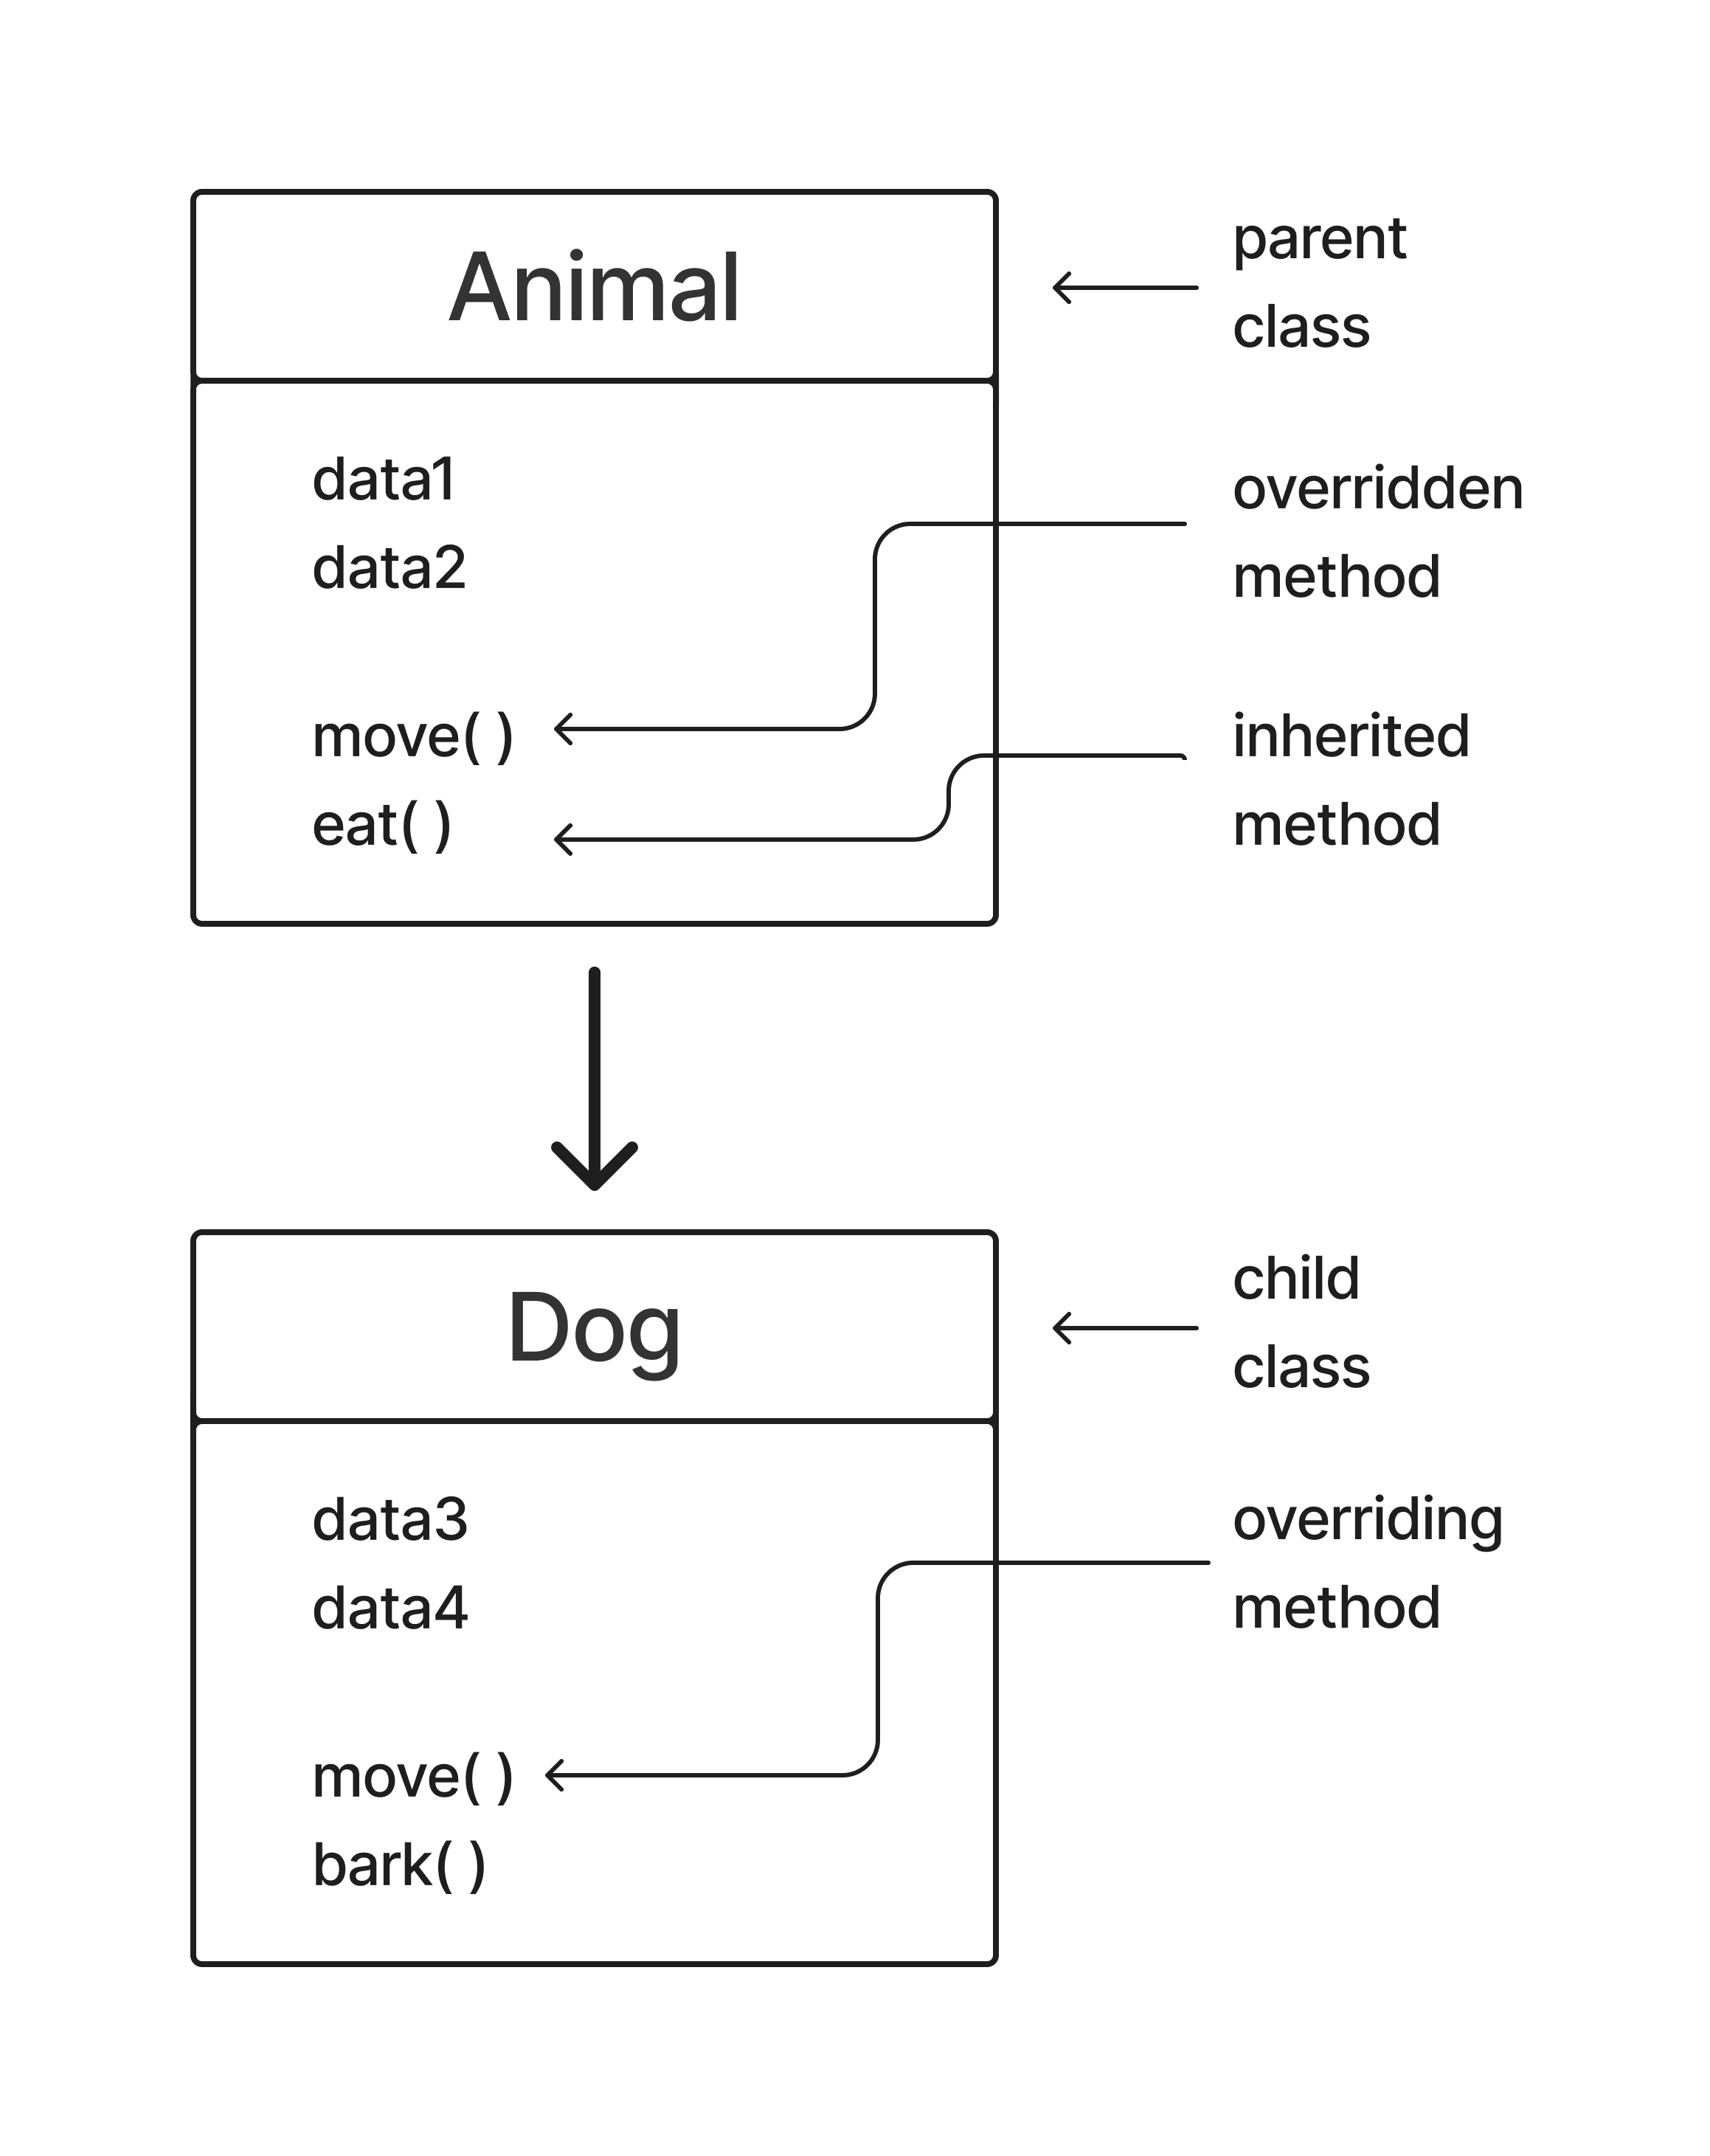 Animal
parent
class
data1
data2
overridden
method
move( )
eat( )
inherited
method
Dog
child
class
data3
data4
overriding
method
move( )
bark( )